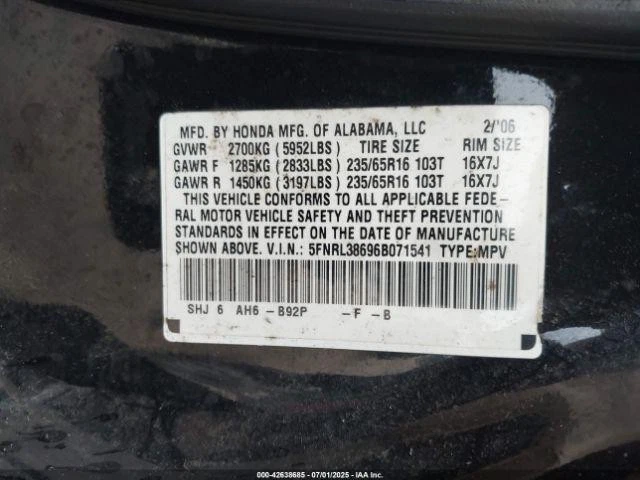 MFD. BY HONDA MFG. OF ALABAMA, LLC 2/'06
GVWR 2700KG (5952LBS) TIRE SIZE RIM SIZE
GAWR F 1285KG (2833LBS) 235/65R16 103T 16X7J
GAWR R 1450KG (3197LBS) 235/65R16 103T 16X7J
THIS VEHICLE CONFORMS TO ALL APPLICABLE FEDE-
RAL MOTOR VEHICLE SAFETY AND THEFT PREVENTION
STANDARDS IN EFFECT ON THE DATE OF MANUFACTURE
SHOWN ABOVE. V.I.N.: 5FNRL38696B071541 TYPE:MPV
SHJ 6 AH6 -B92P -F -B
000-42638685 - 07/01/2025 - IAAI.COM